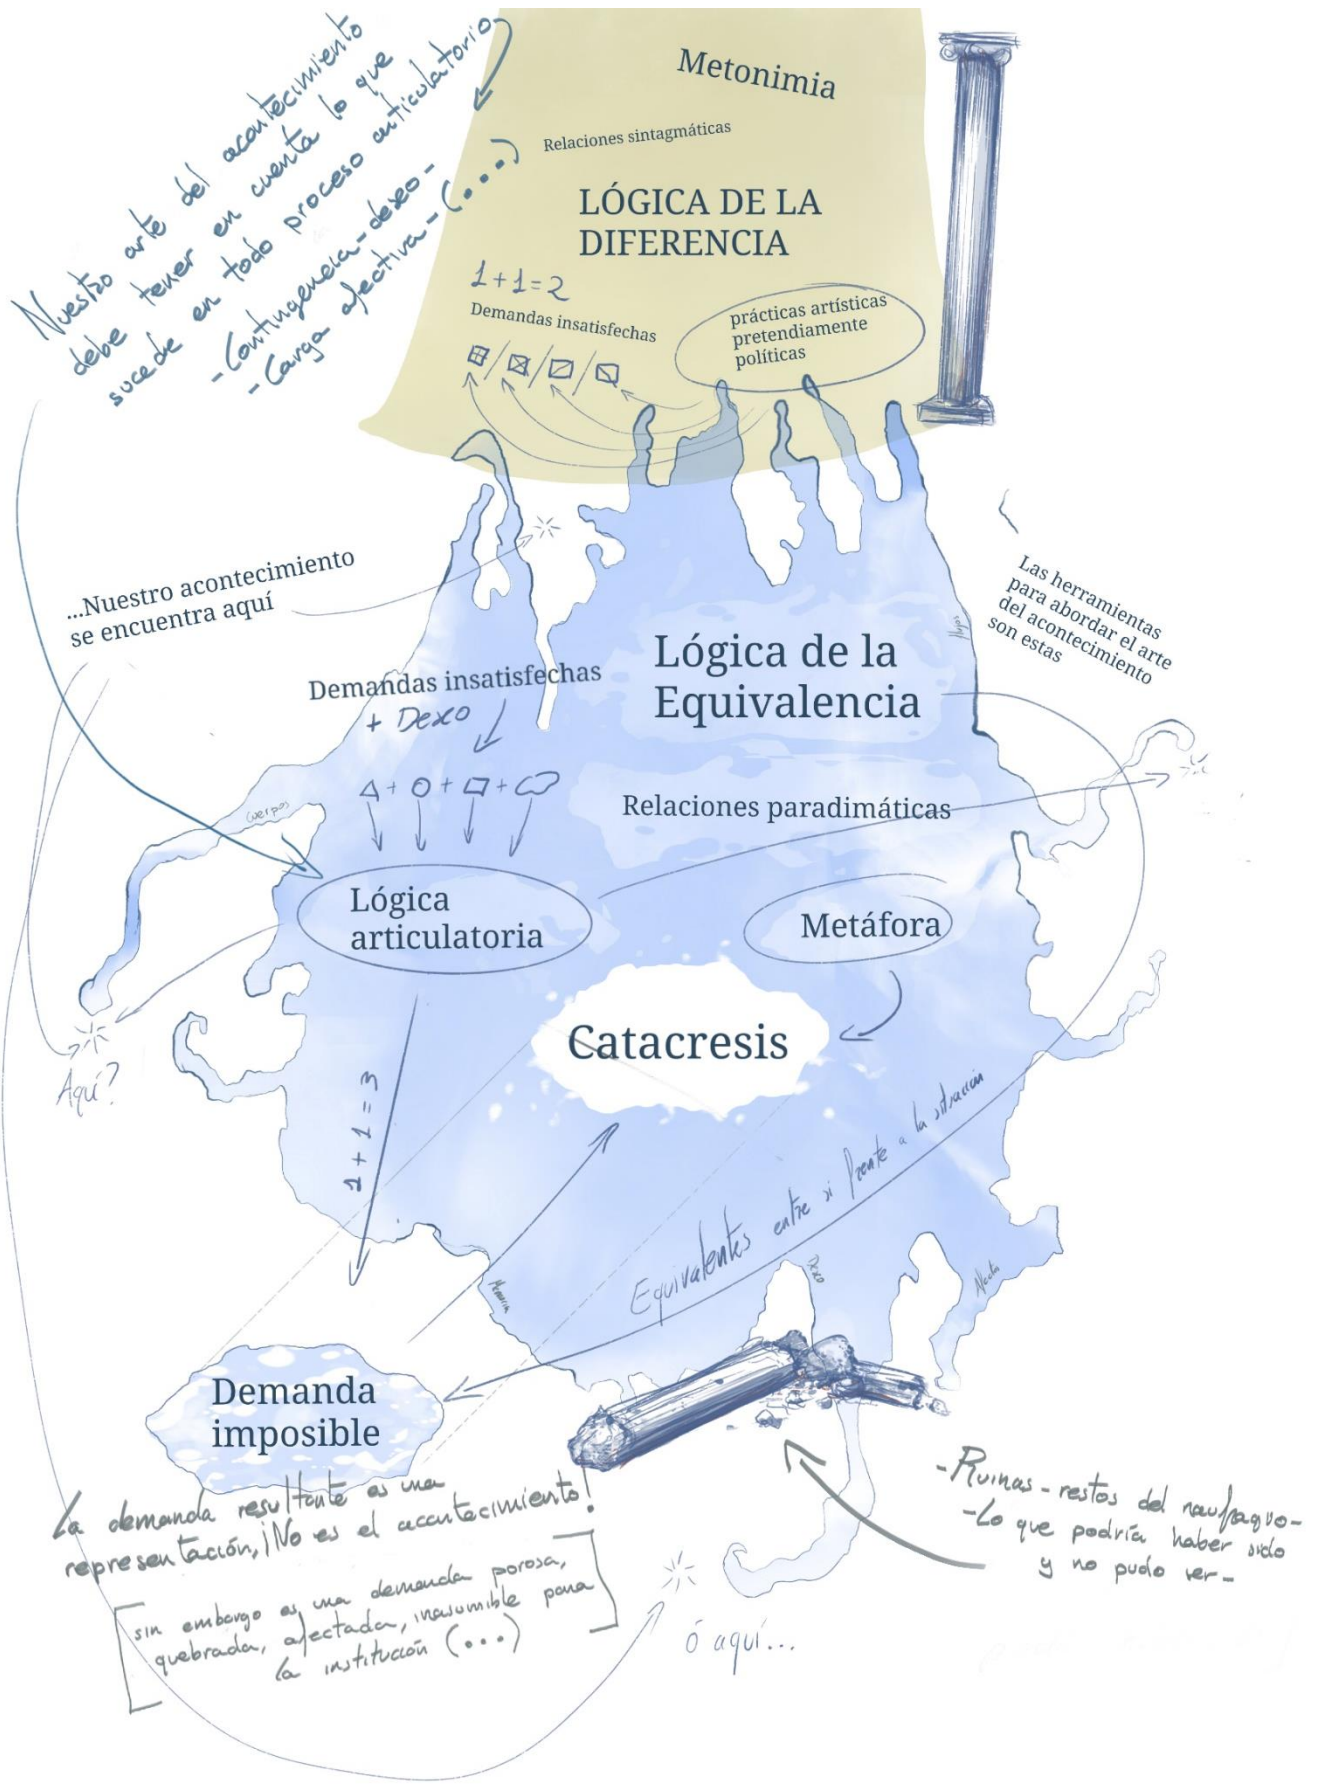 Nuestro arte del acontecimiento
debe tener en cuenta lo que
sucede en todo proceso articulatorio
-Contingencia-deseo-
-Carga afectiva-(...)
Metonimia
Relaciones sintagmáticas
LÓGICA DE LA
DIFERENCIA
1+1=2
Demandas insatisfechas
prácticas artísticas
pretendiamente
políticas
...Nuestro acontecimiento
se encuentra aquí
Las herramientas
para abordar el arte
del acontecimiento
son estas
Demandas insatisfechas
+ Deseo
Lógica de la
Equivalencia
+ + +
Relaciones paradimáticas
Cuerpos
Lógica
articulatoria
Metáfora
Catacresis
Aquí?
1+1=3
Equivalentes entre si frente a la situación
Memoria
Deseo
Afectos
Demanda
imposible
La demanda resultante es una
representación, ¡No es el acontecimiento!
sin embargo es una demanda porosa,
quebrada, afectada, inasumible para
la institución (...)
-Ruinas-restos del naufragio-
-Lo que podría haber sido
y no pudo ser-
ó aquí...